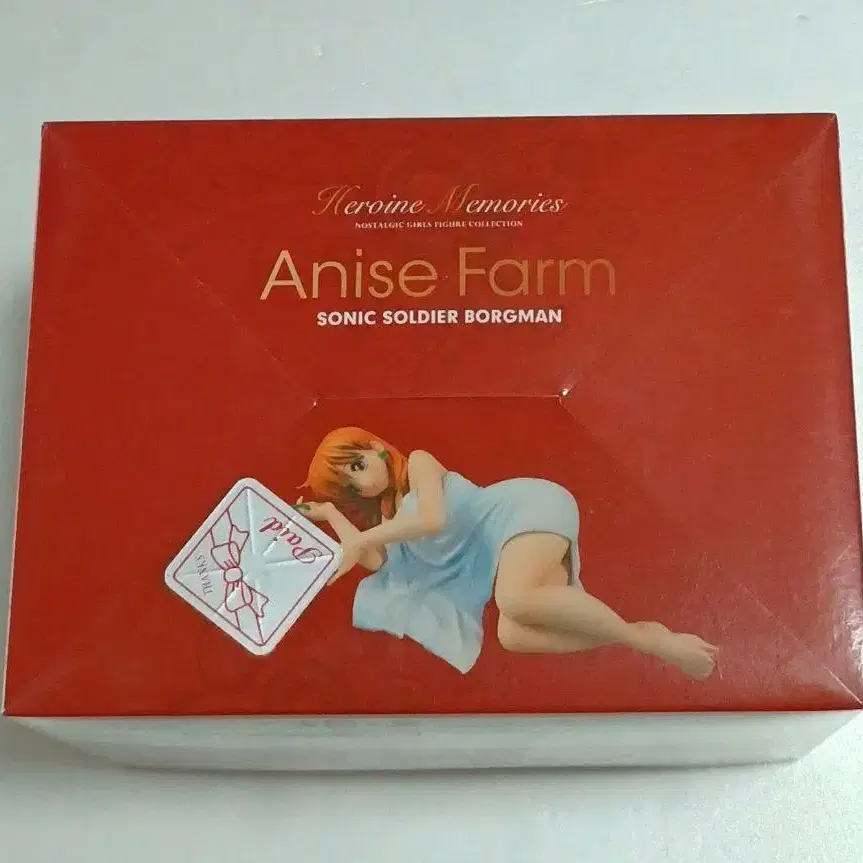 Heroine Memories
NOSTALGIC GIRLS FIGURE COLLECTION
Anise Farm
SONIC SOLDIER BORGMAN
Paid
THANKS